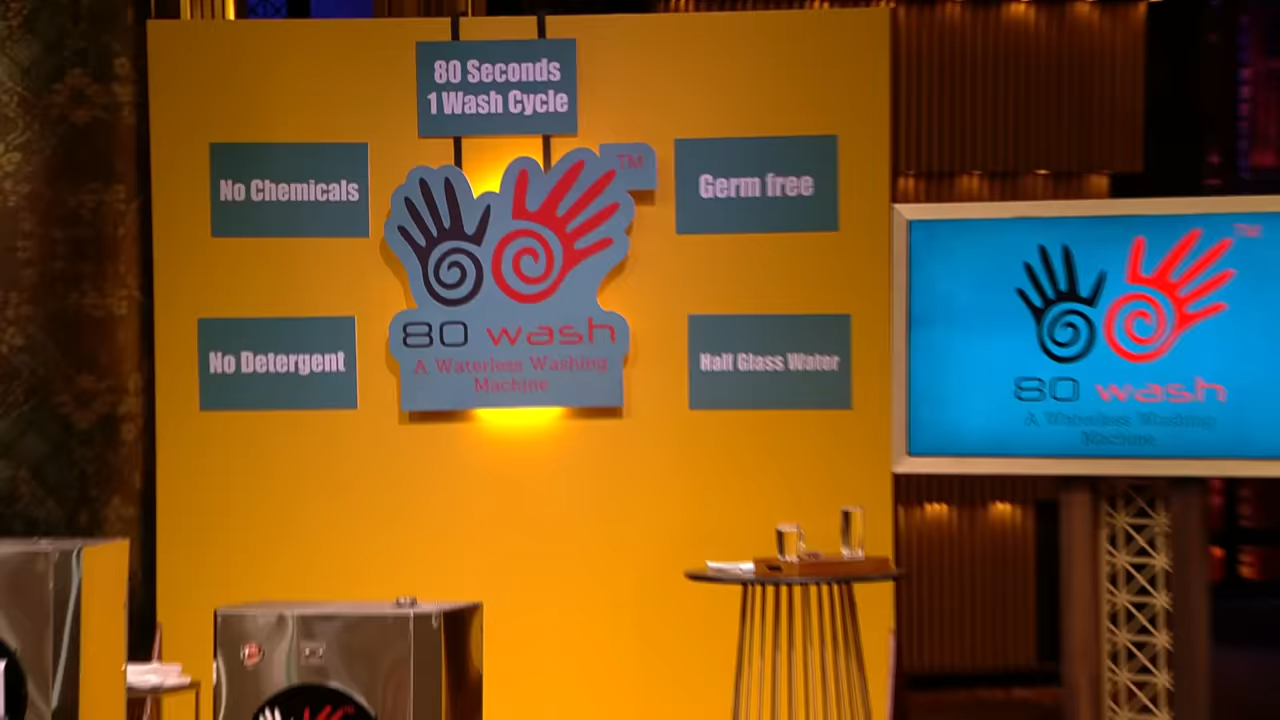 80 Seconds
1 Wash Cycle
No Chemicals
TM
Germ free
80 wash
A Waterless Washing
Machine
No Detergent
Half Glass Water
TM
80 wash
A Waterless Washing
Machine